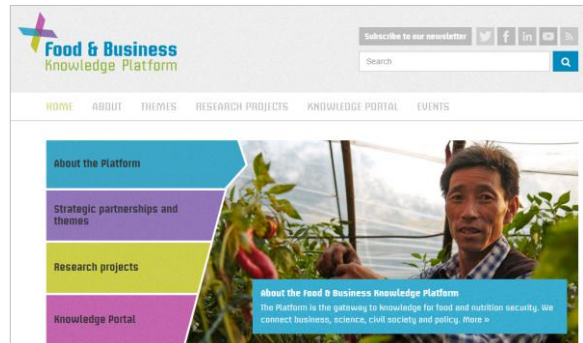 Food & Business
Knowledge Platform
Subscribe to our newsletter
Search
HOME ABOUT THEMES RESEARCH PROJECTS KNOWLEDGE PORTAL EVENTS
About the Platform
Strategic partnerships and
themes
Research projects
Knowledge Portal
About the Food & Business Knowledge Platform
The Platform is the gateway to knowledge for food and nutrition security. We
connect business, science, civil society and policy. More »